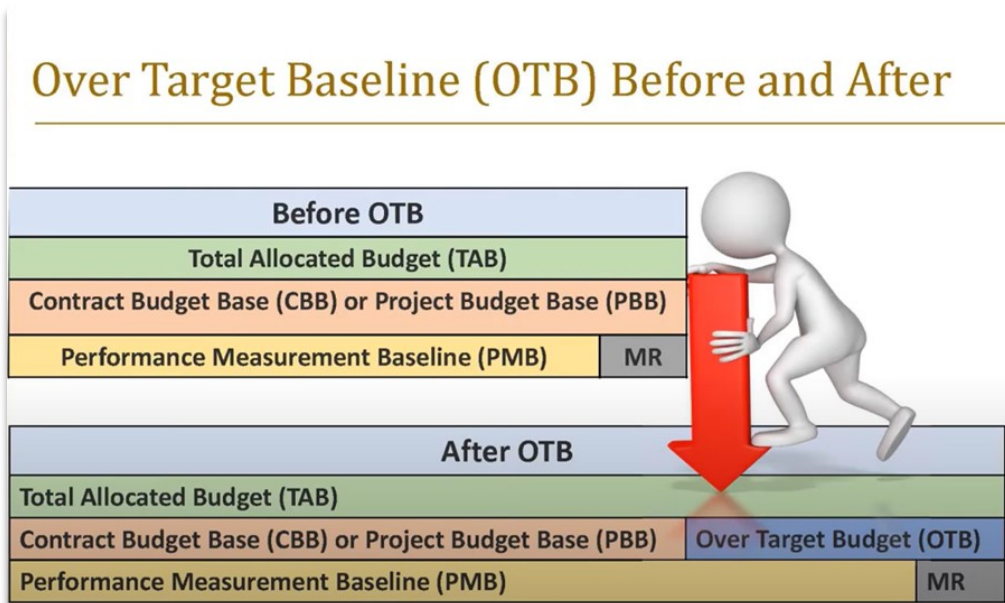 Over Target Baseline (OTB) Before and After
Before OTB
Total Allocated Budget (TAB)
Contract Budget Base (CBB) or Project Budget Base (PBB)
Performance Measurement Baseline (PMB) MR
After OTB
Total Allocated Budget (TAB)
Contract Budget Base (CBB) or Project Budget Base (PBB) Over Target Budget (OTB)
Performance Measurement Baseline (PMB) MR